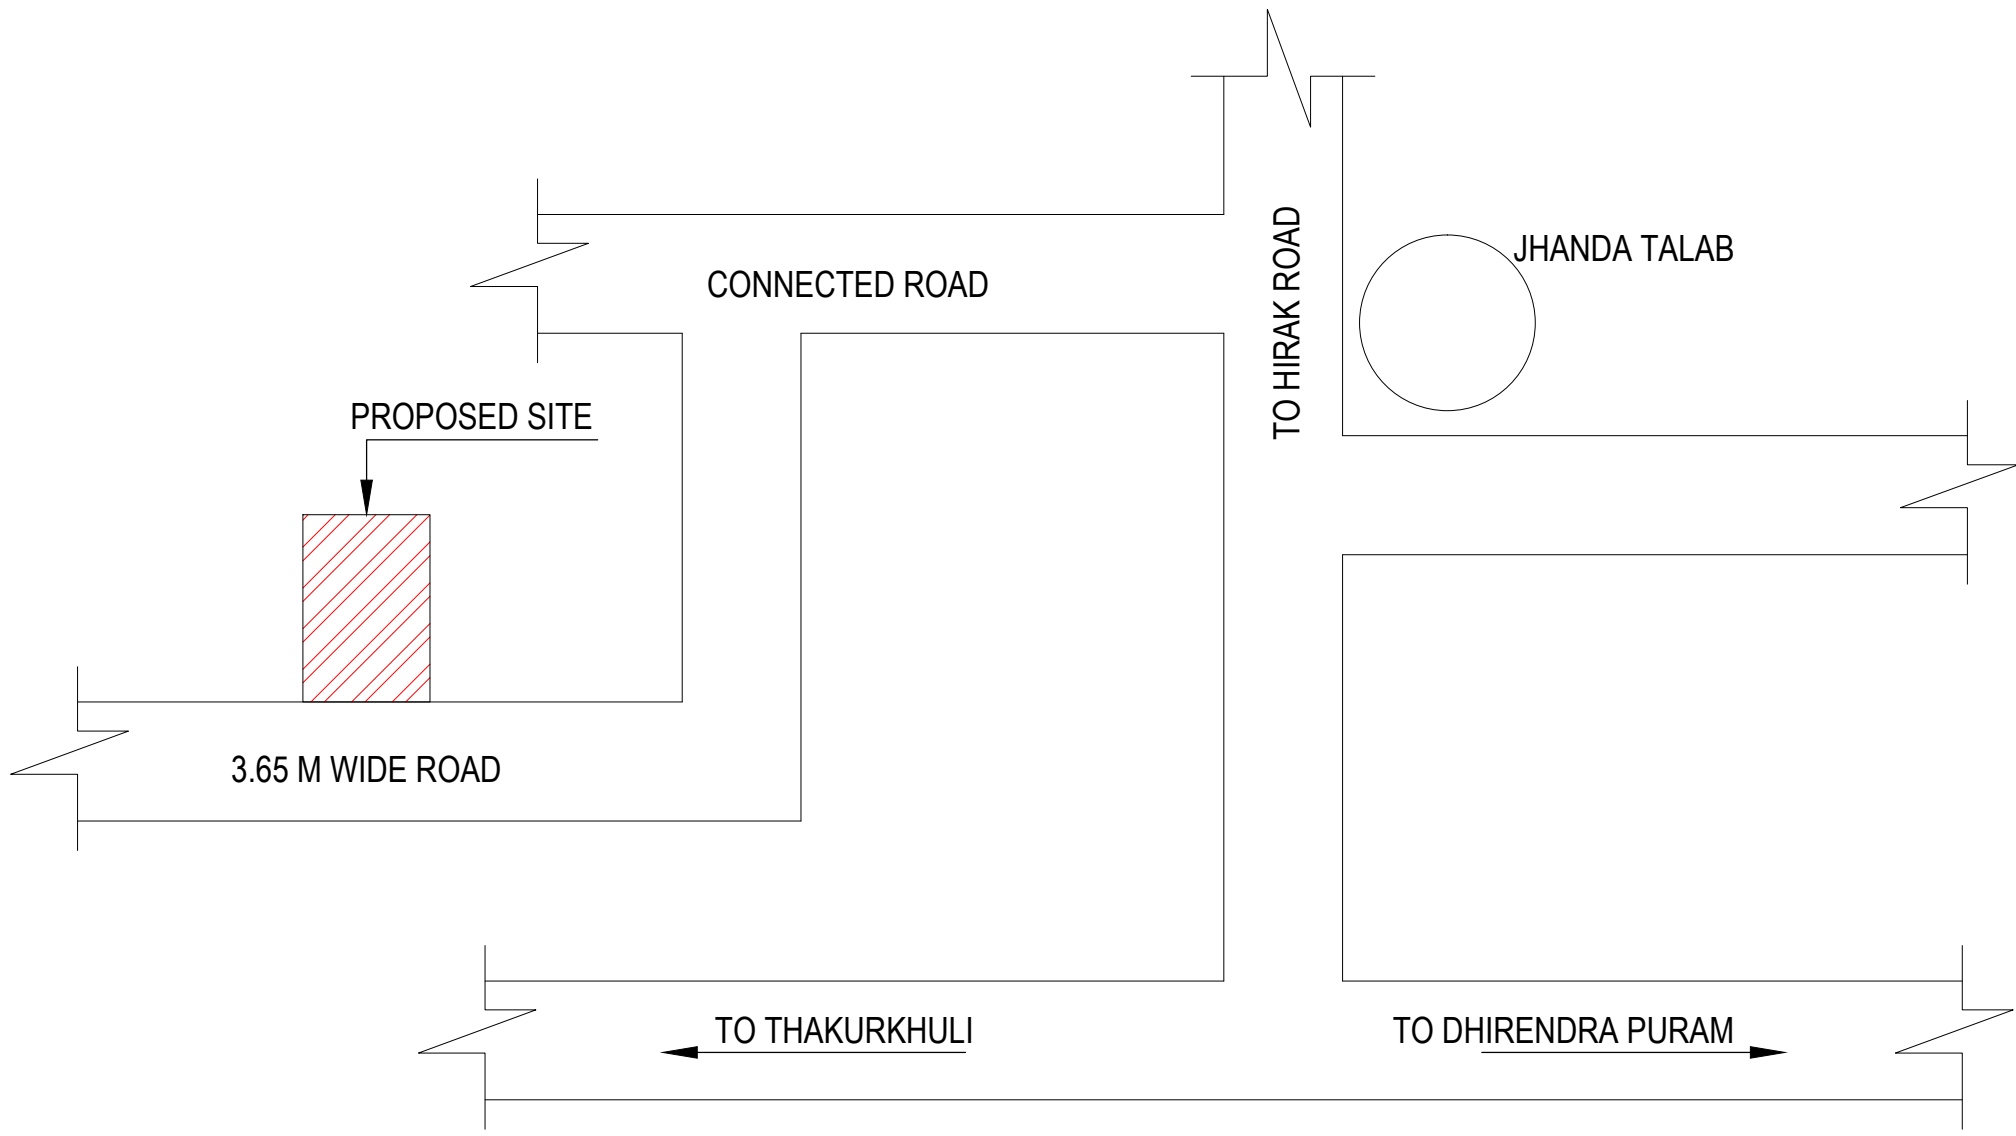 JHANDA TALAB
CONNECTED ROAD
TO HIRAK ROAD
PROPOSED SITE
3.65 M WIDE ROAD
TO THAKURKHULI
TO DHIRENDRA PURAM